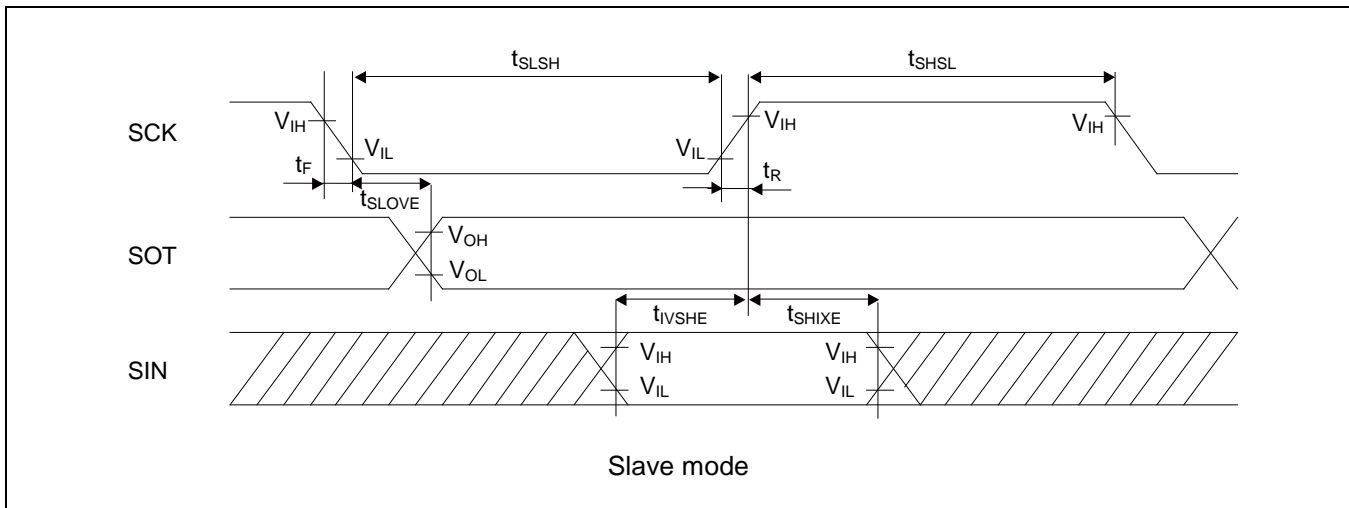 tSLSH tSHSL
SCK VIH VIL VIL VIH VIH
tF tSLOVE tR
SOT VOH
VOL
tIVSHE tSHIXE
SIN VIH VIH
VIL VIL
Slave mode